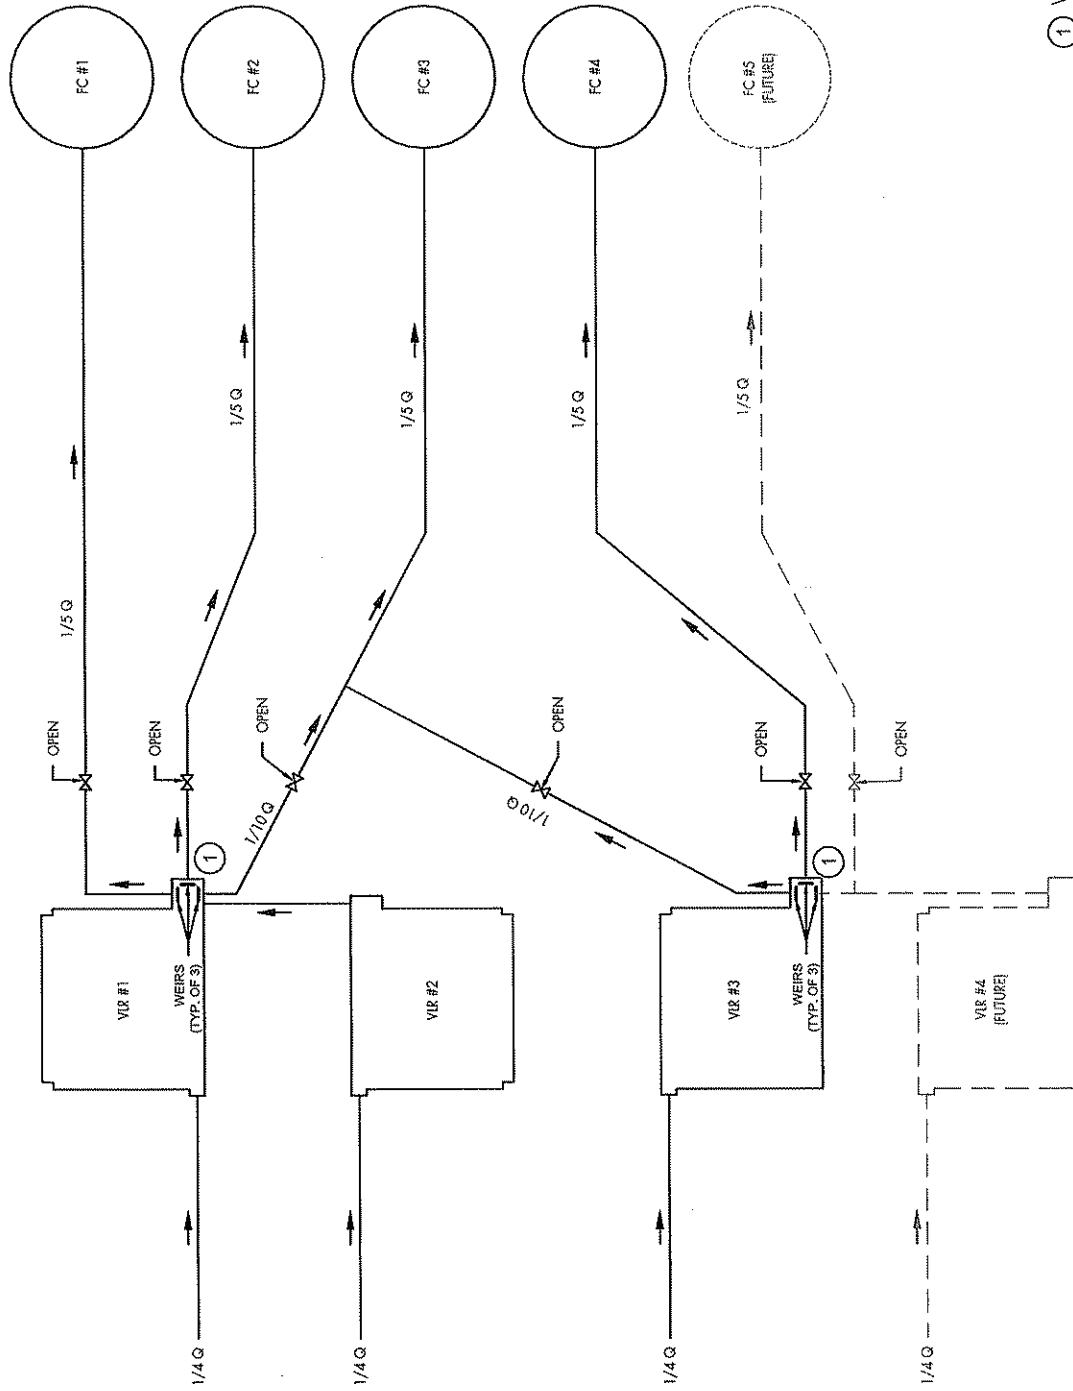 FC #1
FC #2
FC #3
FC #4
FC #5
(FUTURE)
1/5 Q
1/5 Q
1/5 Q
1/5 Q
1/5 Q
OPEN
OPEN
OPEN
OPEN
OPEN
OPEN
1/10 Q
1/10 Q
1
1
1
VLR #1
WEIRS
(TYP. OF 3)
VLR #2
VLR #3
WEIRS
(TYP. OF 3)
VLR #4
(FUTURE)
1/4 Q
1/4 Q
1/4 Q
1/4 Q